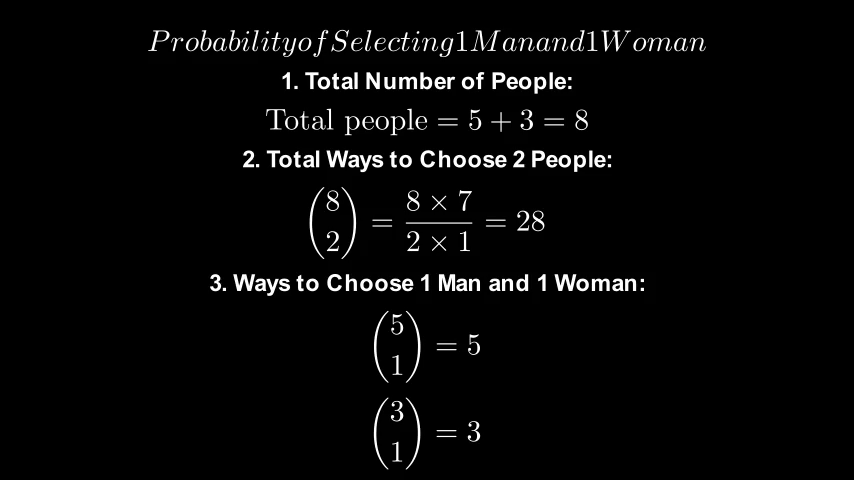 ProbabilityofSelecting1Manand1Woman
1. Total Number of People:
Total people = 5 + 3 = 8
2. Total Ways to Choose 2 People:
(8 2) = (8 × 7)/(2 × 1) = 28
3. Ways to Choose 1 Man and 1 Woman:
(5 1) = 5
(3 1) = 3